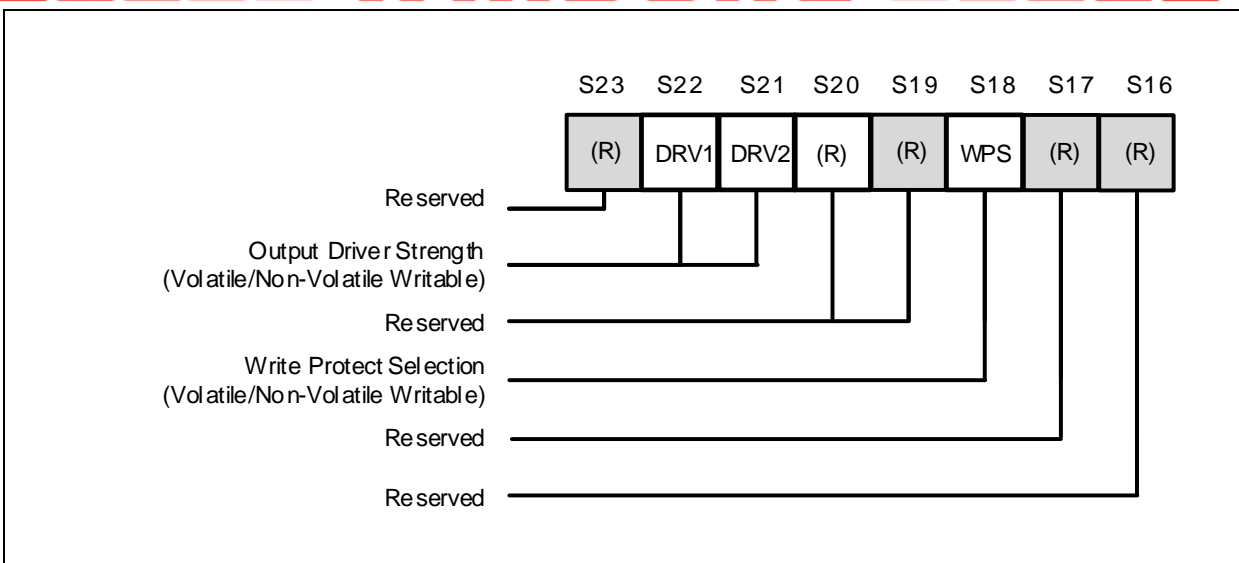 S23 S22 S21 S20 S19 S18 S17 S16
(R) DRV1 DRV2 (R) (R) WPS (R) (R)
Reserved
Output Driver Strength
(Volatile/Non-Volatile Writable)
Reserved
Write Protect Selection
(Volatile/Non-Volatile Writable)
Reserved
Reserved